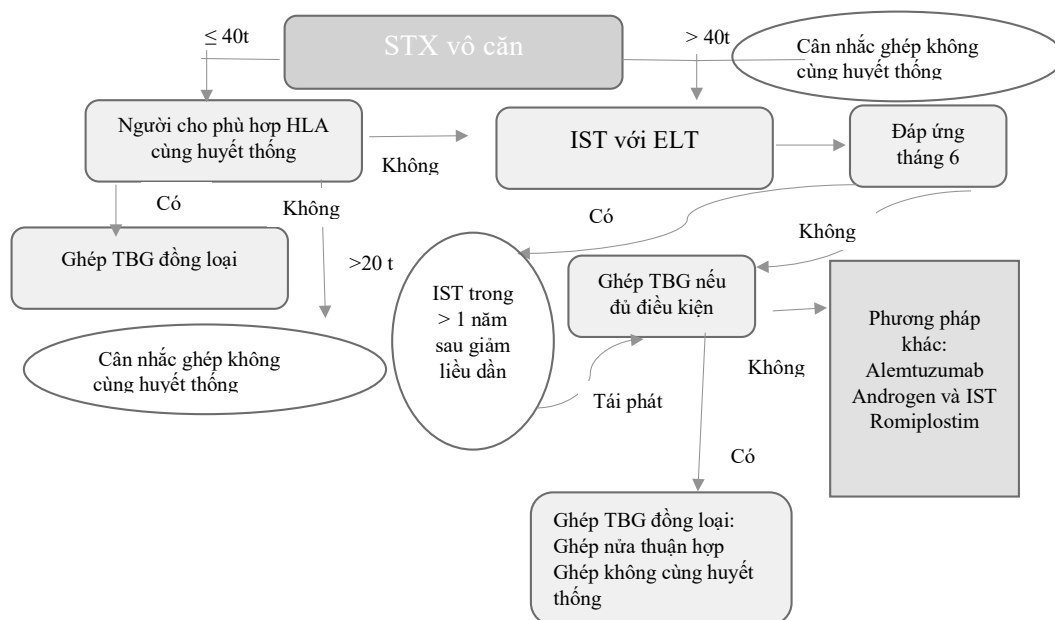 ≤ 40t
STX vô căn
> 40t
Cân nhắc ghép không
cùng huyết thống
Người cho phù hợp HLA
cùng huyết thống
Không
IST với ELT
Đáp ứng
tháng 6
Có
Không
Có
Không
Ghép TBG đồng loại
>20 t
Cân nhắc ghép không
cùng huyết thống
IST trong
> 1 năm
sau giảm
liều dần
Ghép TBG nếu
đủ điều kiện
Không
Tái phát
Phương pháp
khác:
Alemtuzumab
Androgen và IST
Romiplostim
Có
Ghép TBG đồng loại:
Ghép nửa thuận hợp
Ghép không cùng huyết
thống